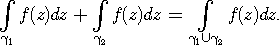 ∫_{γ₁} f(z)dz + ∫_{γ₂} f(z)dz = ∫_{γ₁∪γ₂} f(z)dz.